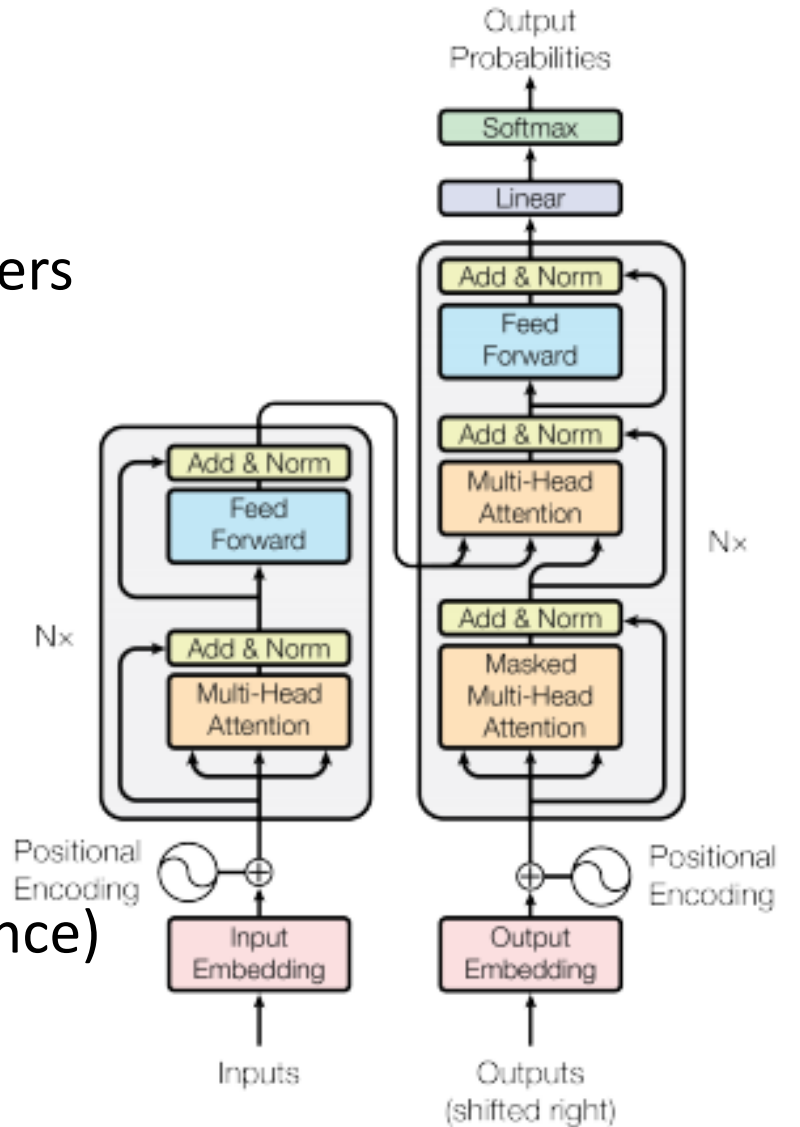 Output
Probabilities
Softmax
Linear
ers
Add & Norm
Feed
Forward
Add & Norm
Multi-Head
Attention
Nx
Add & Norm
Masked
Multi-Head
Attention
Add & Norm
Feed
Forward
Nx
Add & Norm
Multi-Head
Attention
Positional
Encoding
Positional
Encoding
nce)
Input
Embedding
Output
Embedding
Inputs
Outputs
(shifted right)